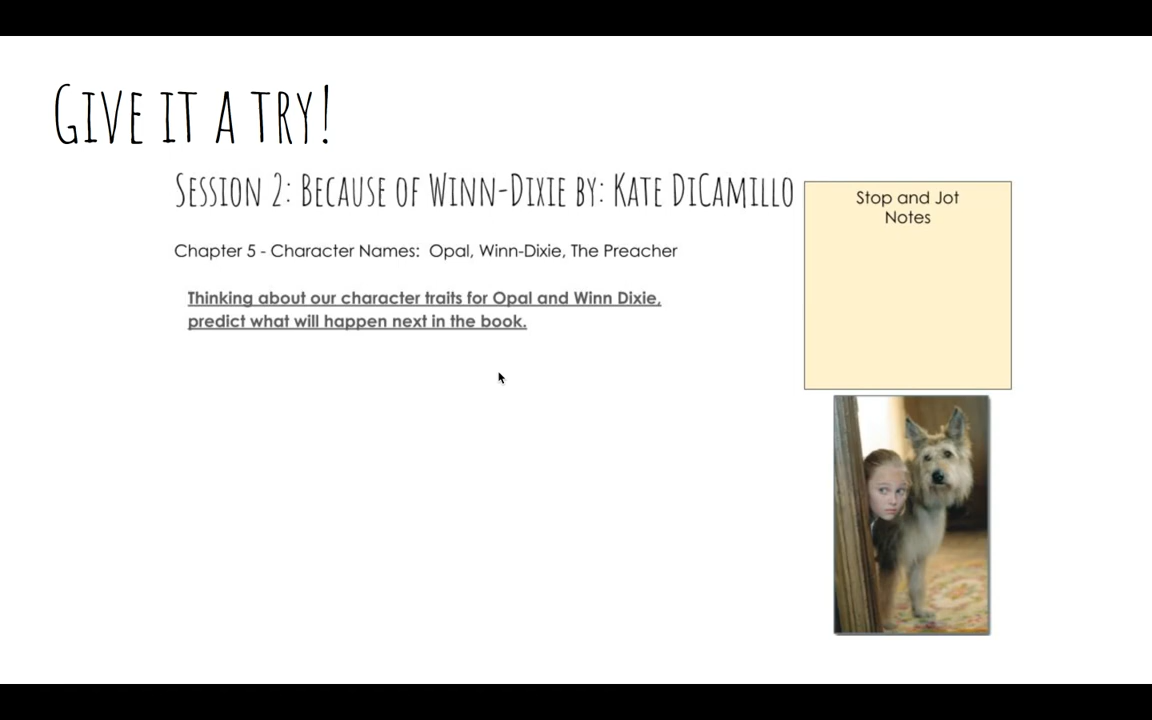 GIVE IT A TRY!
SESSION 2: BECAUSE OF WINN-DIXIE BY: KATE DICAMILLO
Chapter 5 - Character Names: Opal, Winn-Dixie, The Preacher
Thinking about our character traits for Opal and Winn Dixie,
predict what will happen next in the book.
Stop and Jot
Notes